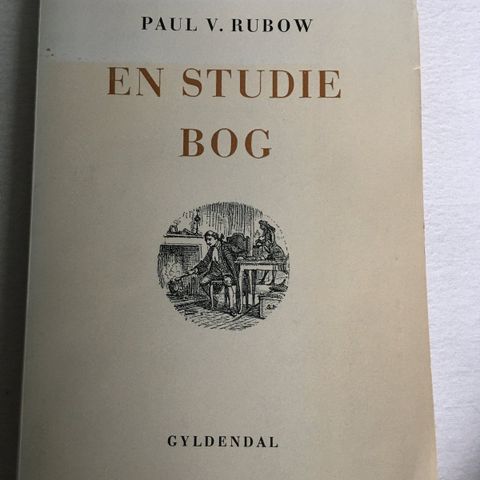 PAUL V. RUBOW
EN STUDIE
BOG
GYLDENDAL